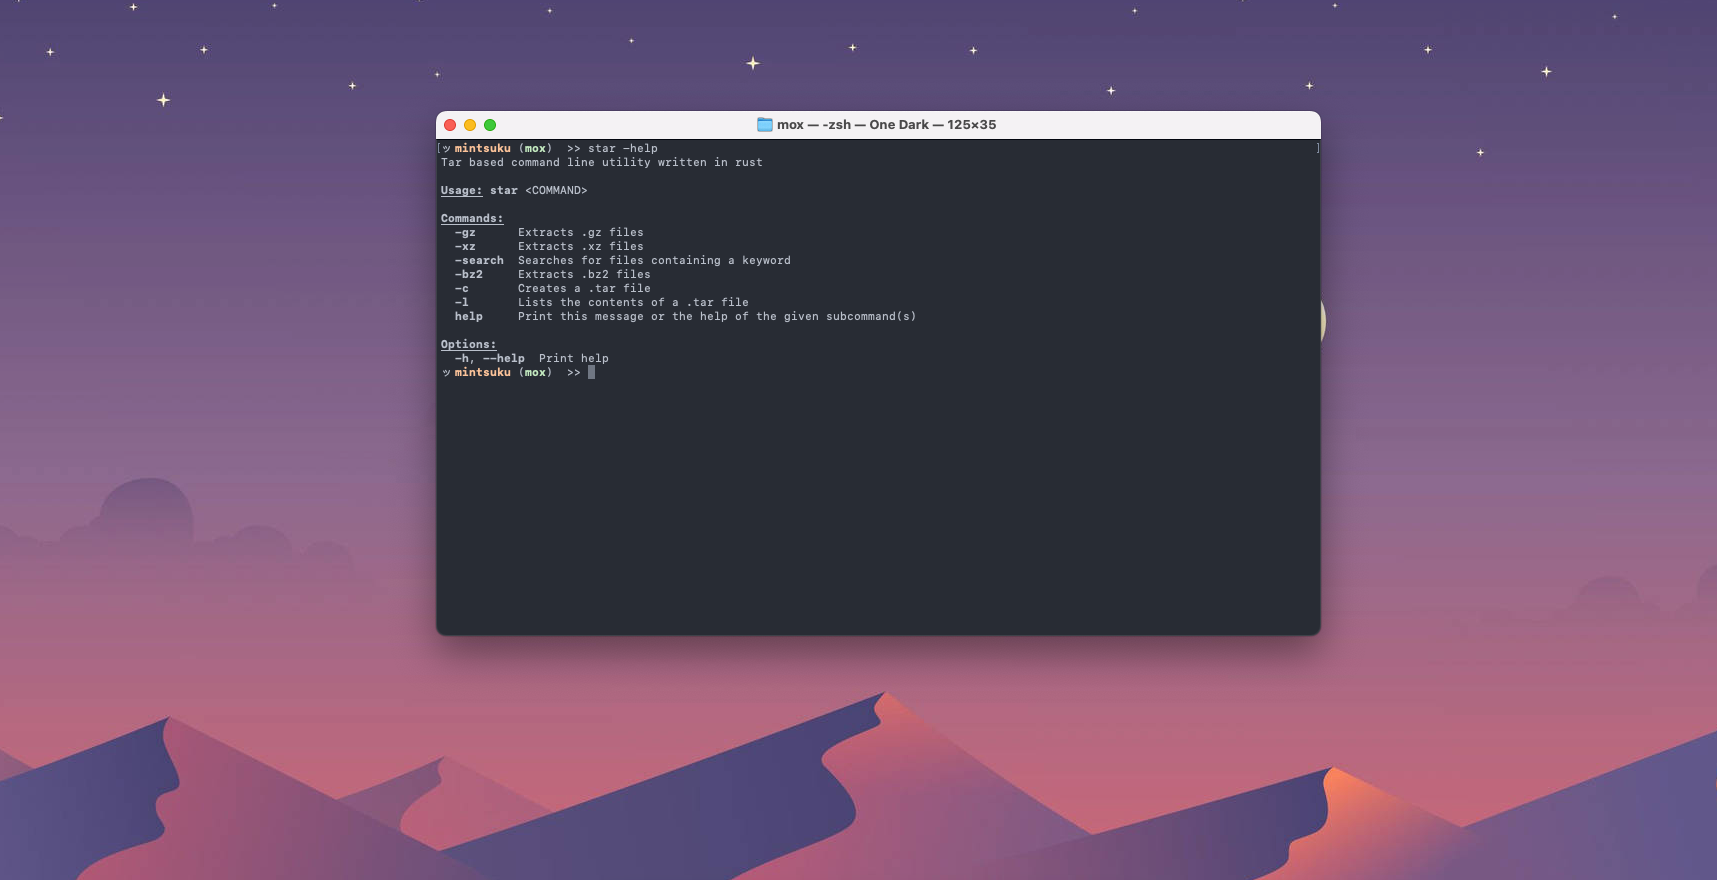 mox — -zsh — One Dark — 125×35
[ッ mintsuku (mox)  >> star -help ]
Tar based command line utility written in rust
Usage: star <COMMAND>
Commands:
-gz Extracts .gz files
-xz Extracts .xz files
-search Searches for files containing a keyword
-bz2 Extracts .bz2 files
-c Creates a .tar file
-l Lists the contents of a .tar file
help Print this message or the help of the given subcommand(s)
Options:
-h, --help Print help
ッ mintsuku (mox)  >>